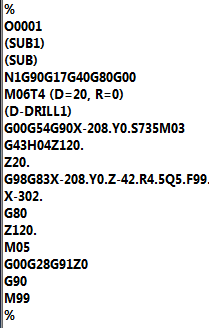 %
O0001
(SUB1)
(SUB)
N1G90G17G40G80G00
M06T4 (D=20, R=0)
(D-DRILL1)
G00G54G90X-208.Y0.S735M03
G43H04Z120.
Z20.
G98G83X-208.Y0.Z-42.R4.5Q5.F99.
X-302.
G80
Z120.
M05
G00G28G91Z0
G90
M99
%